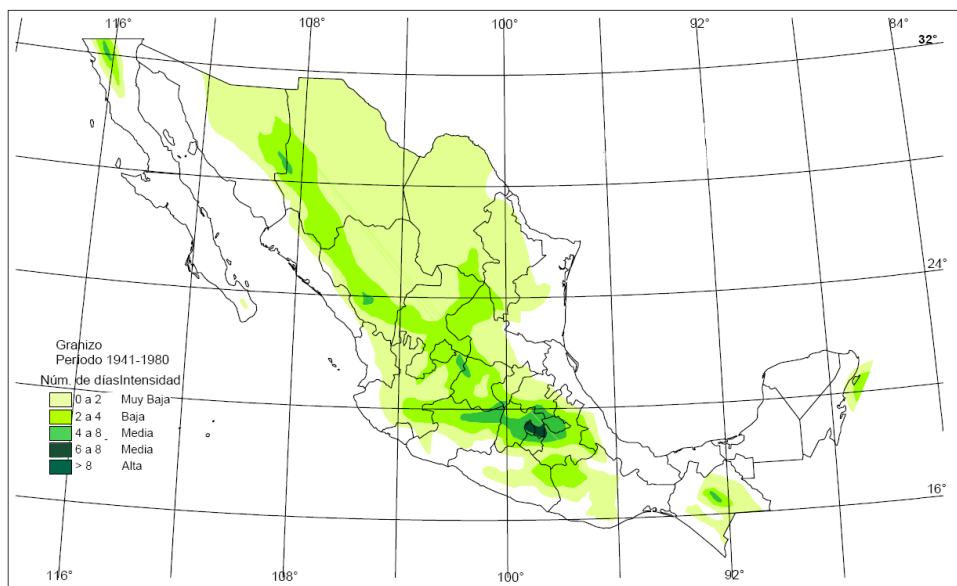 116° 108° 100° 92° 84°
32°
24°
Granizo
Período 1941-1980
Núm. de díasIntensidad
0 a 2 Muy Baja
2 a 4 Baja
4 a 8 Media
6 a 8 Media
> 8 Alta
16°
116° 108° 100° 92°